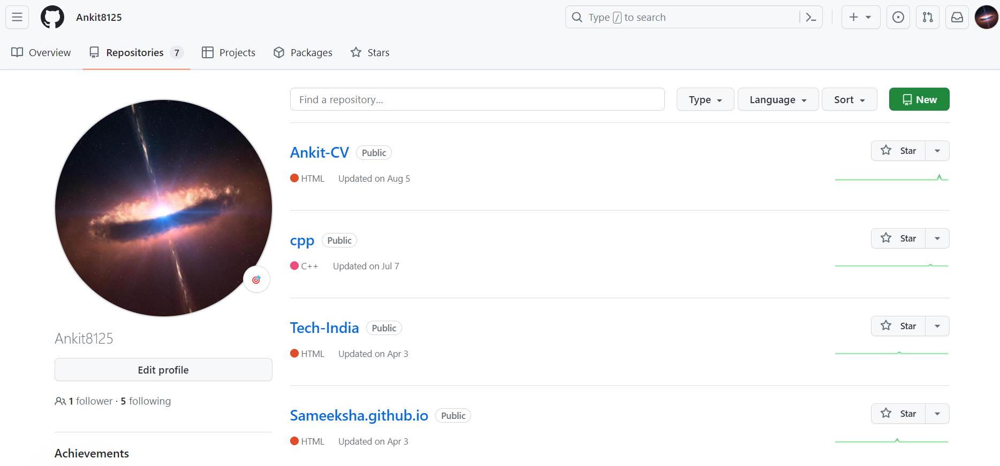 Ankit8125
Type / to search
Overview
Repositories 7
Projects
Packages
Stars
Find a repository...
Type
Language
Sort
New
Ankit-CV Public
Star
HTML Updated on Aug 5
cpp Public
Star
C++ Updated on Jul 7
Tech-India Public
Star
HTML Updated on Apr 3
Sameeksha.github.io Public
Star
HTML Updated on Apr 3
Ankit8125
Edit profile
1 follower · 5 following
Achievements